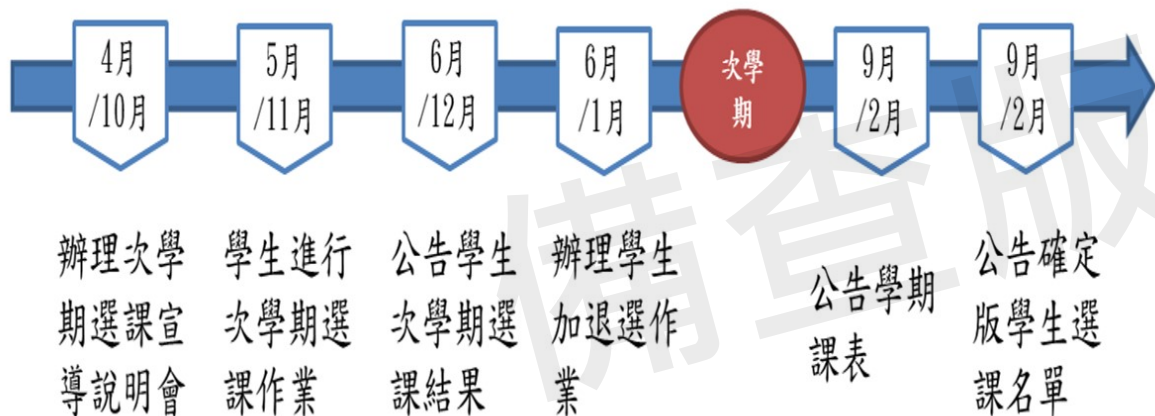 4月
/10月
5月
/11月
6月
/12月
6月
/1月
次學
期
9月
/2月
9月
/2月
辦理次學
期選課宣
導說明會
學生進行
次學期選
課作業
公告學生
次學期選
課結果
辦理學生
加退選作
業
公告學期
課表
公告確定
版學生選
課名單
備查版